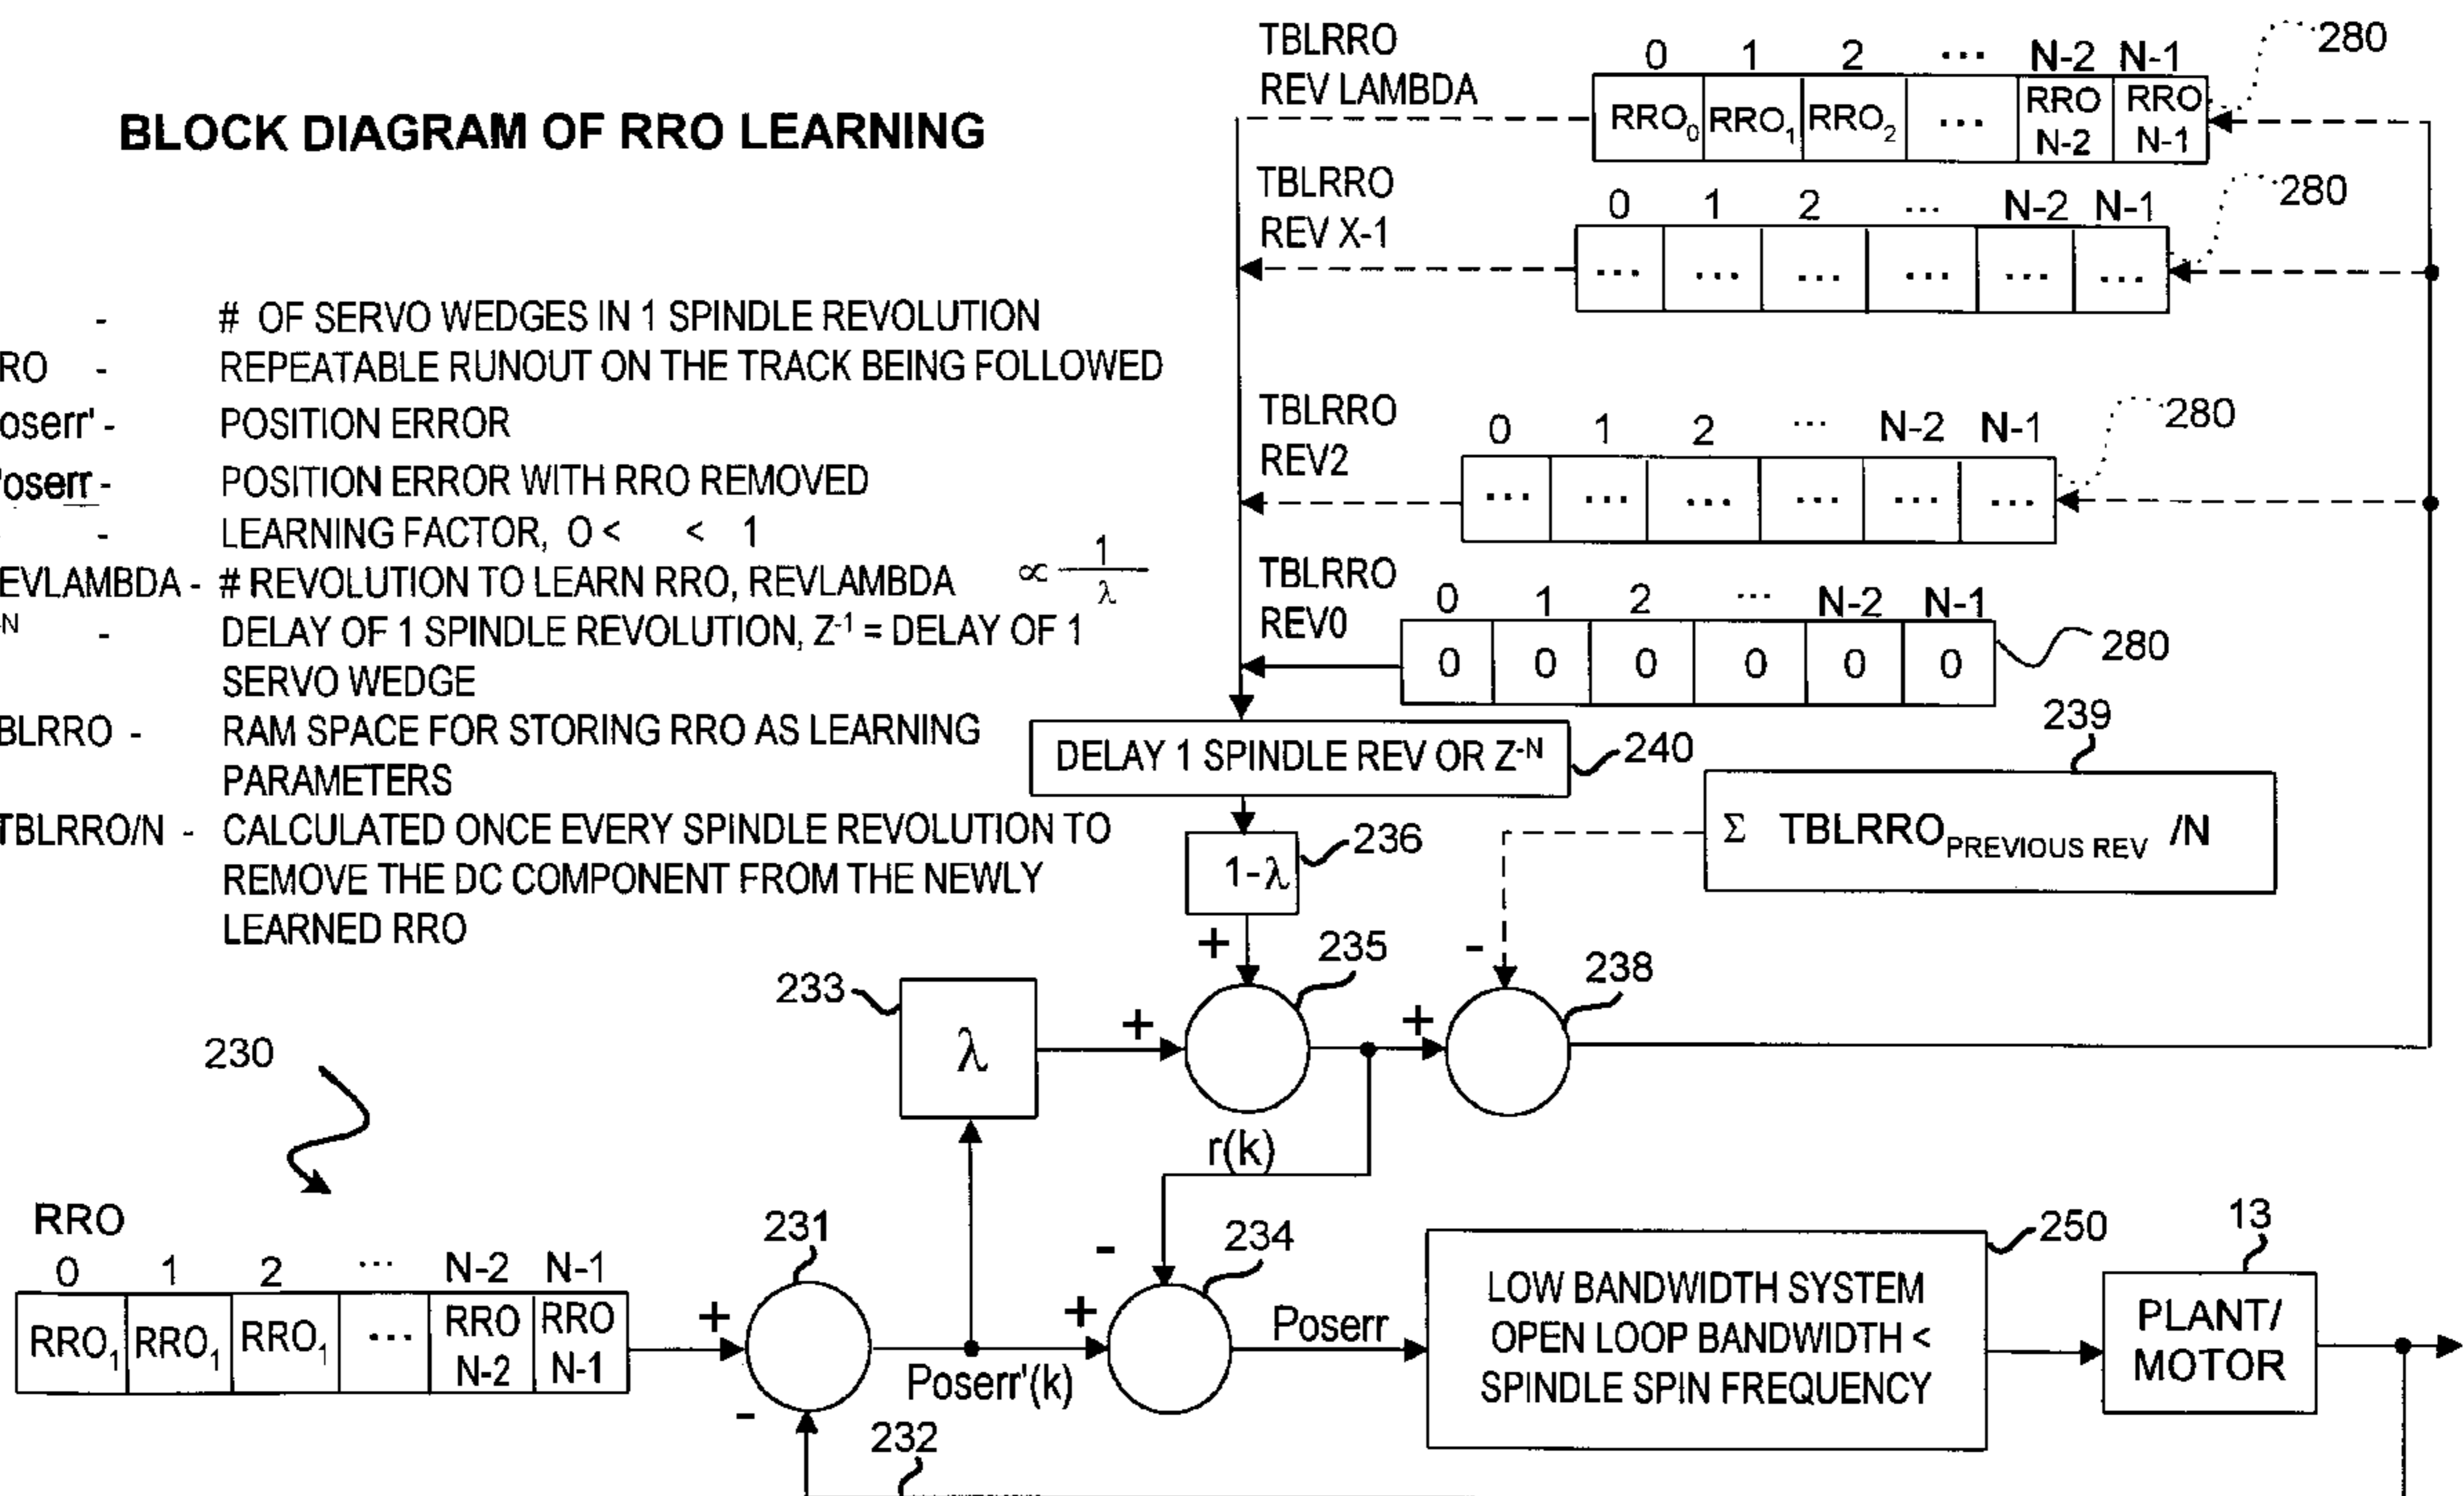 BLOCK DIAGRAM OF RRO LEARNING
- # OF SERVO WEDGES IN 1 SPINDLE REVOLUTION
RO - REPEATABLE RUNOUT ON THE TRACK BEING FOLLOWED
oserr' - POSITION ERROR
oserr - POSITION ERROR WITH RRO REMOVED
- LEARNING FACTOR, 0 < < 1
EVLAMBDA - # REVOLUTION TO LEARN RRO, REVLAMBDA ∝ 1/λ
-N - DELAY OF 1 SPINDLE REVOLUTION, Z-1 = DELAY OF 1
SERVO WEDGE
BLRRO - RAM SPACE FOR STORING RRO AS LEARNING
PARAMETERS
TBLRRO/N - CALCULATED ONCE EVERY SPINDLE REVOLUTION TO
REMOVE THE DC COMPONENT FROM THE NEWLY
LEARNED RRO
TBLRRO
REV LAMBDA
0 1 2 ... N-2 N-1
280
RRO0 RRO1 RRO2 ... RRO N-2 RRO N-1
TBLRRO
REV X-1
0 1 2 ... N-2 N-1
280
... ... ... ... ... ...
TBLRRO
REV2
0 1 2 ... N-2 N-1
280
... ... ... ... ... ...
TBLRRO
REV0
0 1 2 ... N-2 N-1
0 0 0 0 0 0
280
DELAY 1 SPINDLE REV OR Z-N
240
239
Σ TBLRROPREVIOUS REV /N
1-λ
236
+
-
235
238
233
λ
+
+
r(k)
230
RRO
0 1 2 ... N-2 N-1
RRO1 RRO1 RRO1 ... RRO N-2 RRO N-1
+
-
231
Poserr'(k)
232
-
+
234
Poserr
LOW BANDWIDTH SYSTEM
OPEN LOOP BANDWIDTH <
SPINDLE SPIN FREQUENCY
250
13
PLANT/
MOTOR